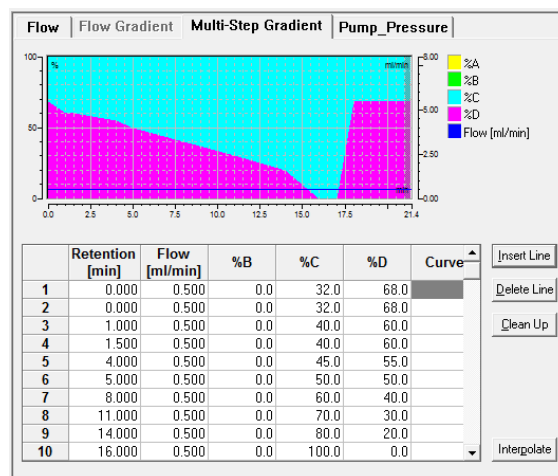 Flow Flow Gradient Multi-Step Gradient Pump_Pressure
100 % ml/min 8.00
50 5.00
2.50
0 min 0.00
0.0 2.5 5.0 7.5 10.0 12.5 15.0 17.5 21.4
%A
%B
%C
%D
Flow [ml/min]
Retention [min] Flow [ml/min] %B %C %D Curve
1 0.000 0.500 0.0 32.0 68.0
2 0.000 0.500 0.0 32.0 68.0
3 1.000 0.500 0.0 40.0 60.0
4 1.500 0.500 0.0 40.0 60.0
5 4.000 0.500 0.0 45.0 55.0
6 5.000 0.500 0.0 50.0 50.0
7 8.000 0.500 0.0 60.0 40.0
8 11.000 0.500 0.0 70.0 30.0
9 14.000 0.500 0.0 80.0 20.0
10 16.000 0.500 0.0 100.0 0.0
Insert Line
Delete Line
Clean Up
Interpolate